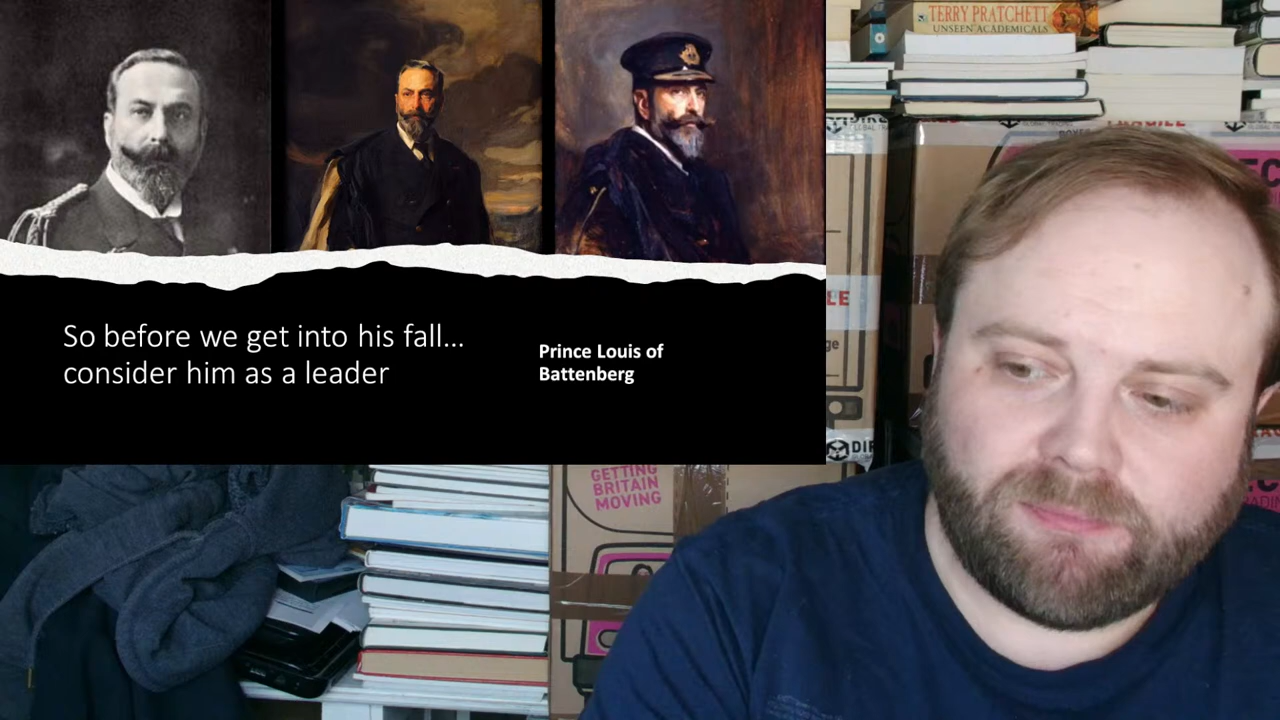 TERRY PRATCHETT
UNSEEN ACADEMICALS
FRAGILE
So before we get into his fall...
consider him as a leader
Prince Louis of
Battenberg
GETTING
BRITAIN
MOVING